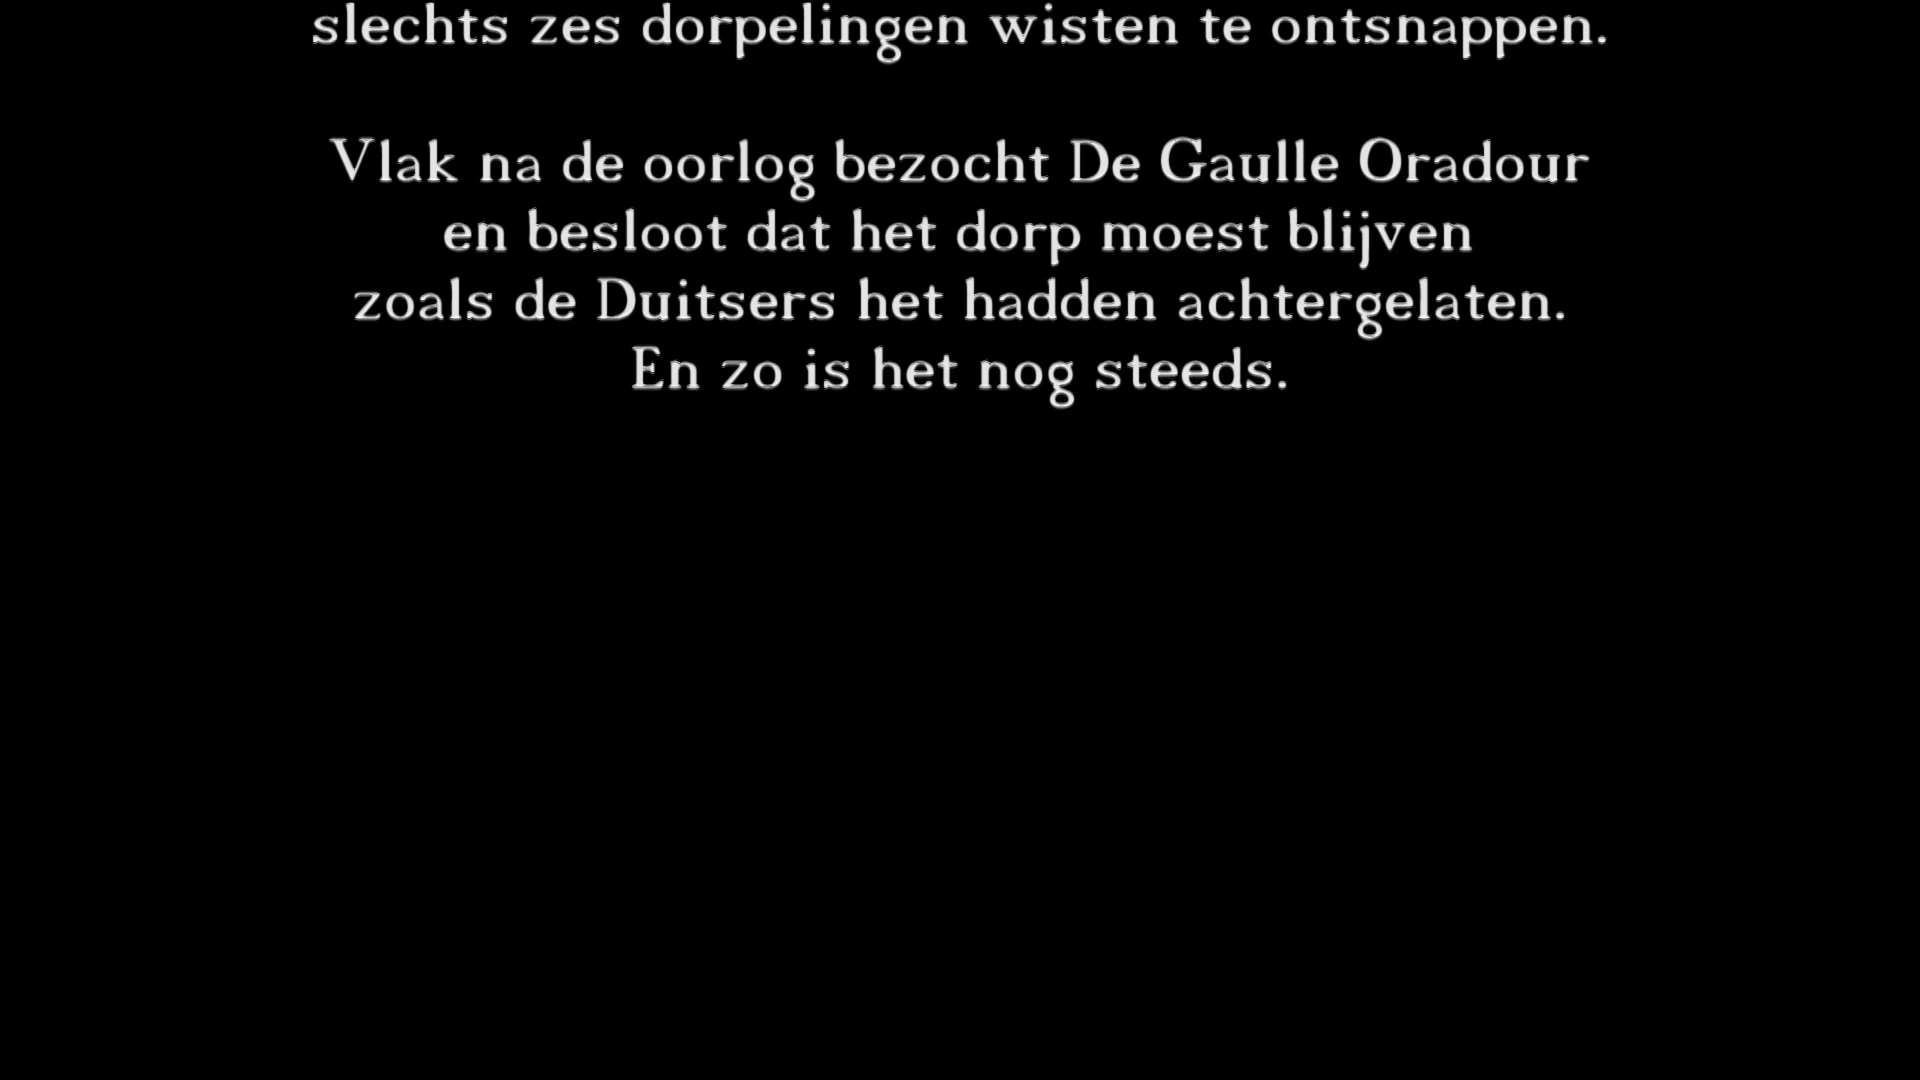 slechts zes dorpelingen wisten te ontsnappen.
Vlak na de oorlog bezocht De Gaulle Oradour
en besloot dat het dorp moest blijven
zoals de Duitsers het hadden achtergelaten.
En zo is het nog steeds.